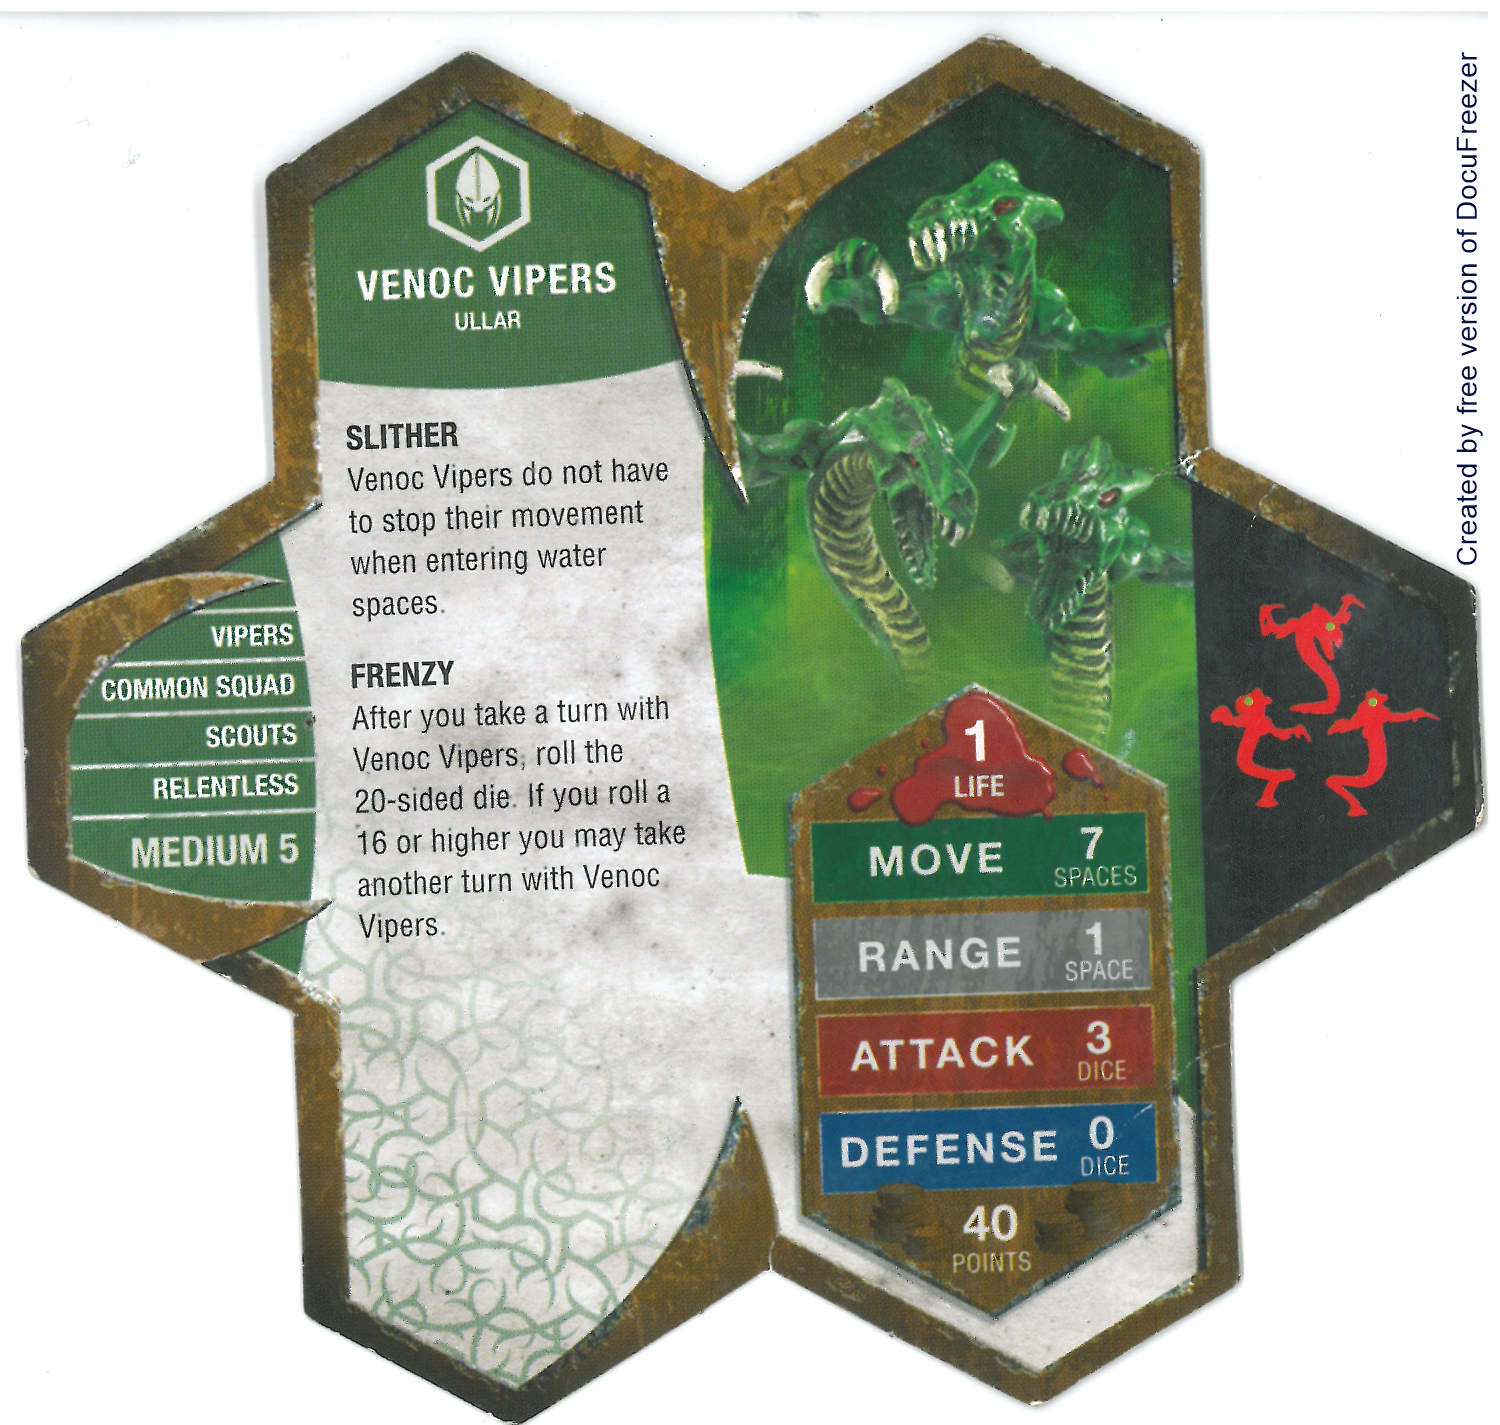 VENOC VIPERS
ULLAR
SLITHER
Venoc Vipers do not have
to stop their movement
when entering water
spaces.
FRENZY
After you take a turn with
Venoc Vipers, roll the
20-sided die. If you roll a
16 or higher you may take
another turn with Venoc
Vipers.
VIPERS
COMMON SQUAD
SCOUTS
RELENTLESS
MEDIUM 5
1
LIFE
MOVE 7
SPACES
RANGE 1
SPACE
ATTACK 3
DICE
DEFENSE 0
DICE
40
POINTS
Created by free version of DocuFreezer